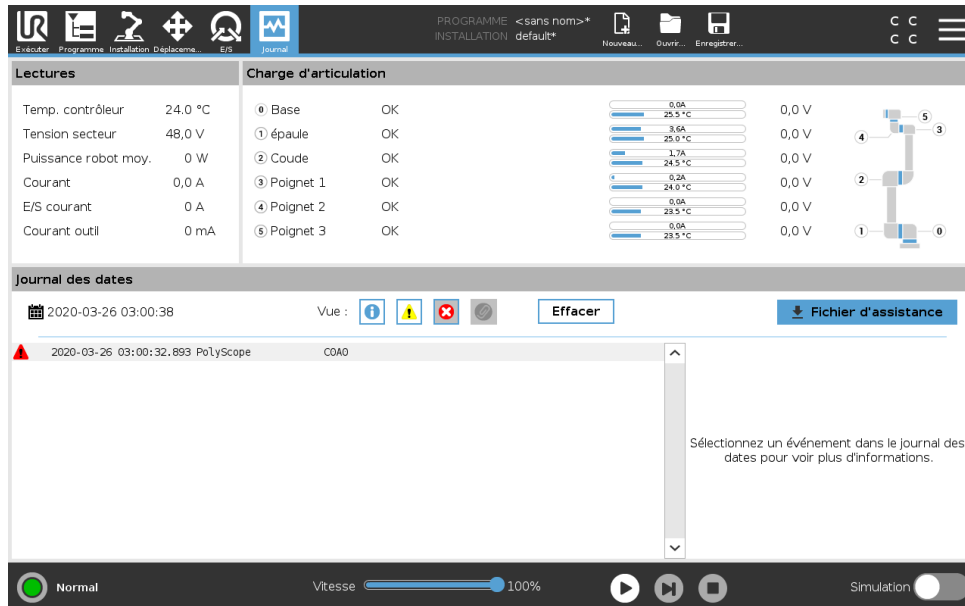 UR
PROGRAMME <sans nom>*
INSTALLATION default*
C C
C C
Exécuter Programme Installation Déplaceme... E/S Journal Nouveau... Ouvrir... Enregistrer...
Lectures
Charge d'articulation
Temp. contrôleur 24.0 °C
Tension secteur 48,0 V
Puissance robot moy. 0 W
Courant 0,0 A
E/S courant 0 A
Courant outil 0 mA
0 Base OK 0,0A 25.5 °C 0,0 V
1 épaule OK 3,6A 25.0 °C 0,0 V
2 Coude OK 1,7A 24.5 °C 0,0 V
3 Poignet 1 OK 0,2A 24.0 °C 0,0 V
4 Poignet 2 OK 0,0A 23.5 °C 0,0 V
5 Poignet 3 OK 0,0A 23.5 °C 0,0 V
5
3
4
2
1
0
Journal des dates
2020-03-26 03:00:38 Vue : Effacer Fichier d'assistance
2020-03-26 03:00:32.893 PolyScope C0A0
Sélectionnez un événement dans le journal des
dates pour voir plus d'informations.
Normal Vitesse 100% Simulation